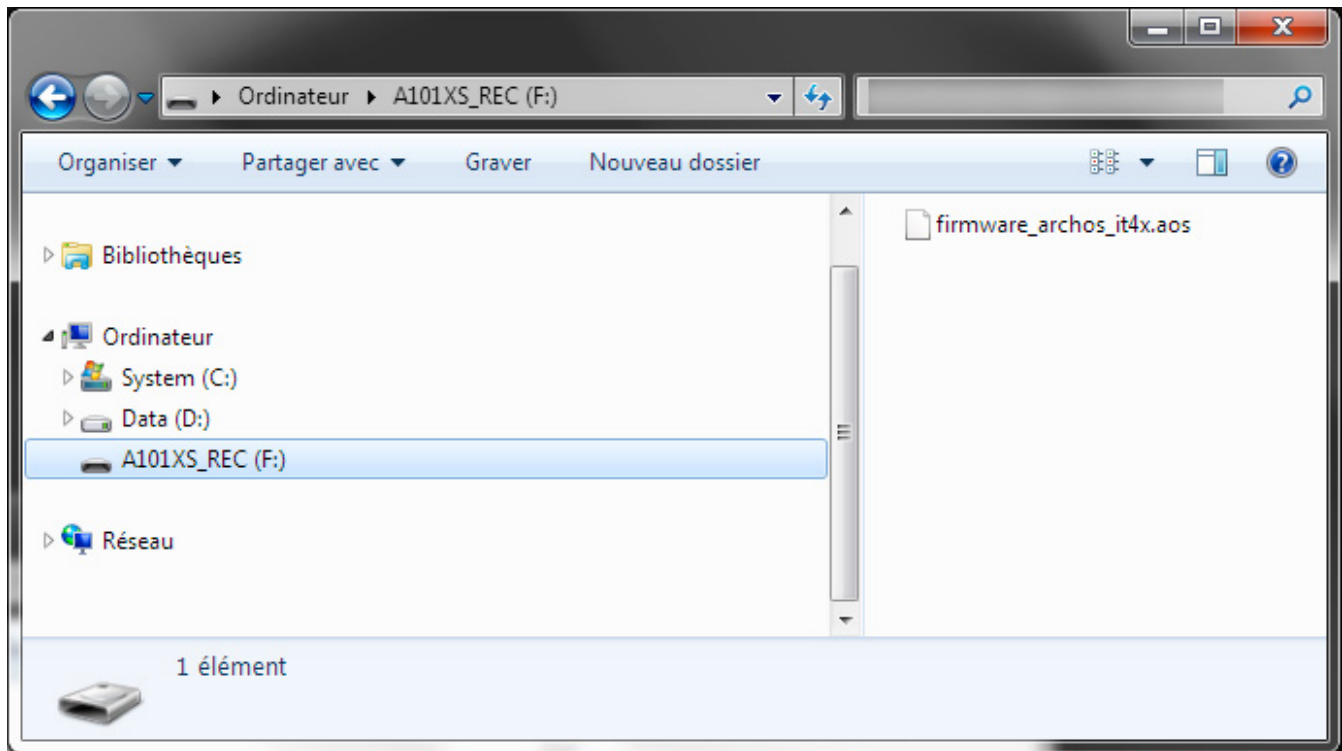 Ordinateur A101XS_REC (F:)
Organiser Partager avec Graver Nouveau dossier
Bibliothèques
Ordinateur
System (C:)
Data (D:)
A101XS_REC (F:)
Réseau
firmware_archos_it4x.aos
1 élément